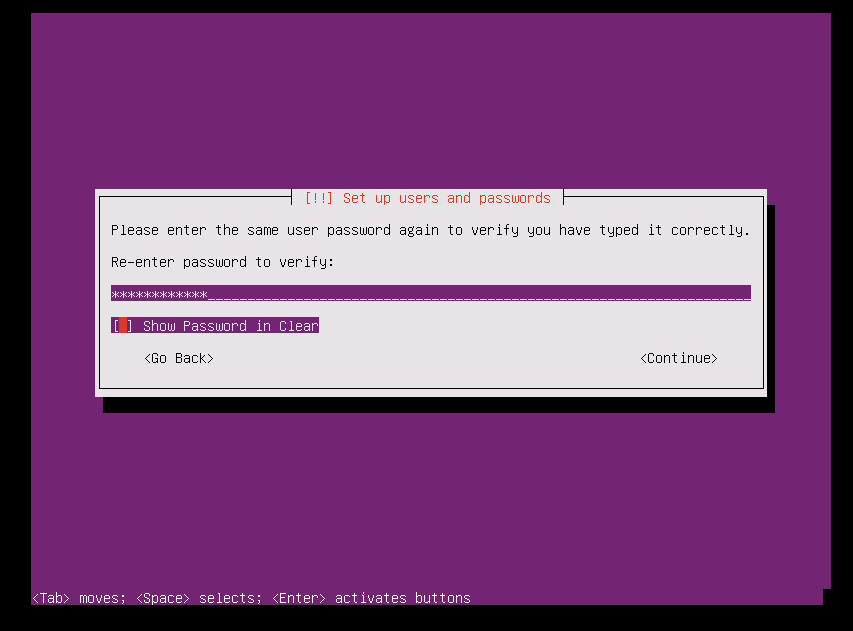 [!!] Set up users and passwords
Please enter the same user password again to verify you have typed it correctly.
Re-enter password to verify:
************________________________________________________________________
[ ] Show Password in Clear
<Go Back> <Continue>
<Tab> moves; <Space> selects; <Enter> activates buttons